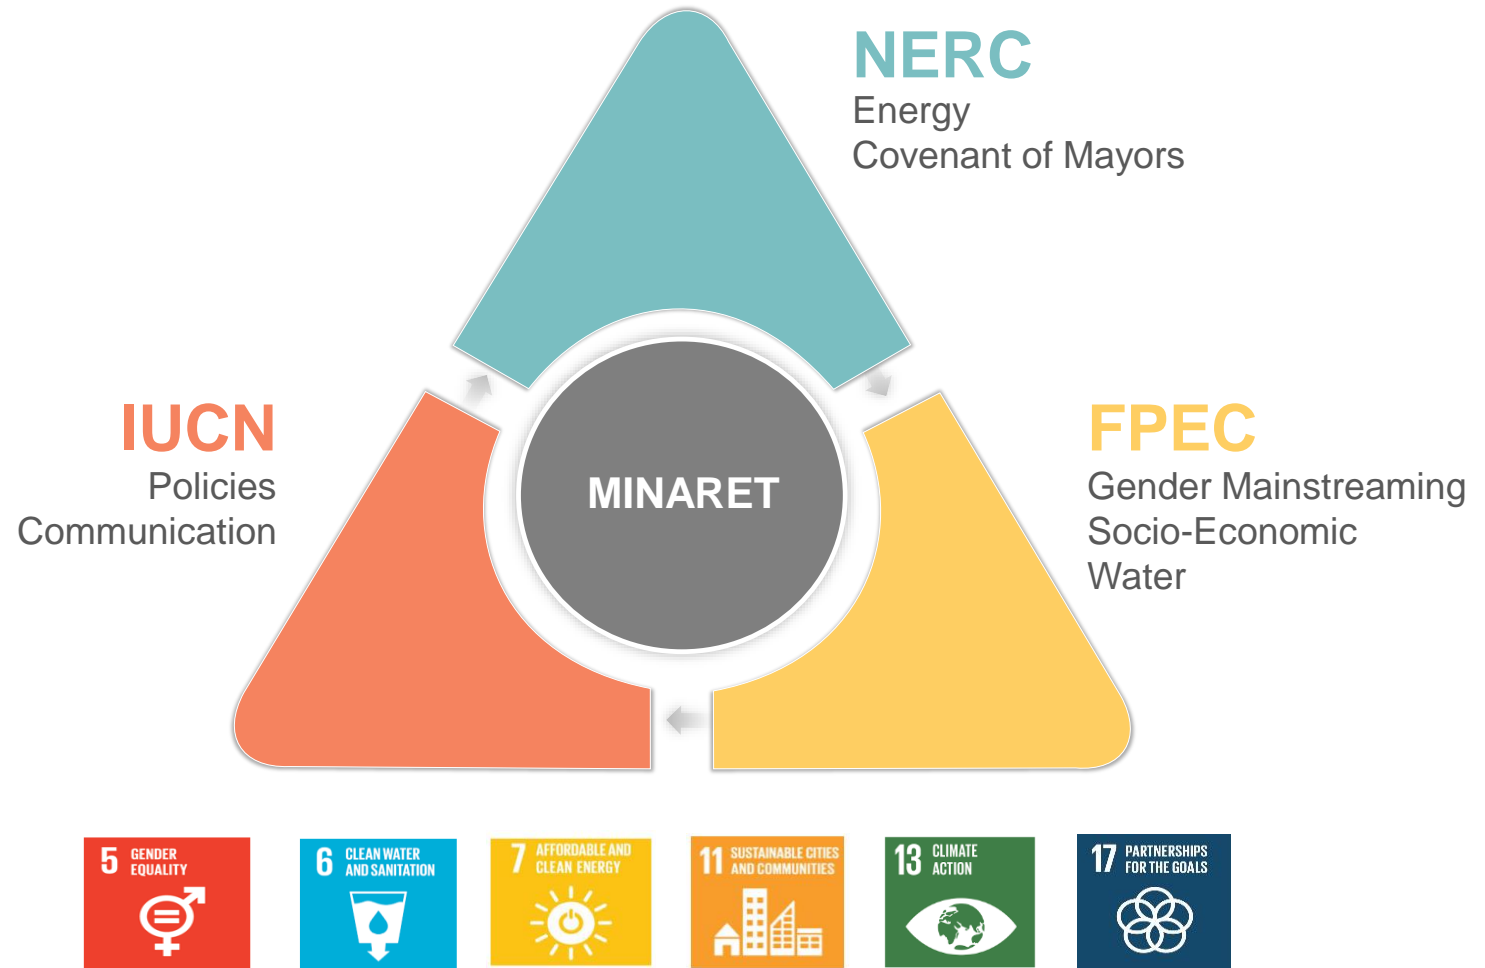 NERC
Energy
Covenant of Mayors
IUCN
Policies
Communication
MINARET
FPEC
Gender Mainstreaming
Socio-Economic
Water
5 GENDER
EQUALITY
6 CLEAN WATER
AND SANITATION
7 AFFORDABLE AND
CLEAN ENERGY
11 SUSTAINABLE CITIES
AND COMMUNITIES
13 CLIMATE
ACTION
17 PARTNERSHIPS
FOR THE GOALS